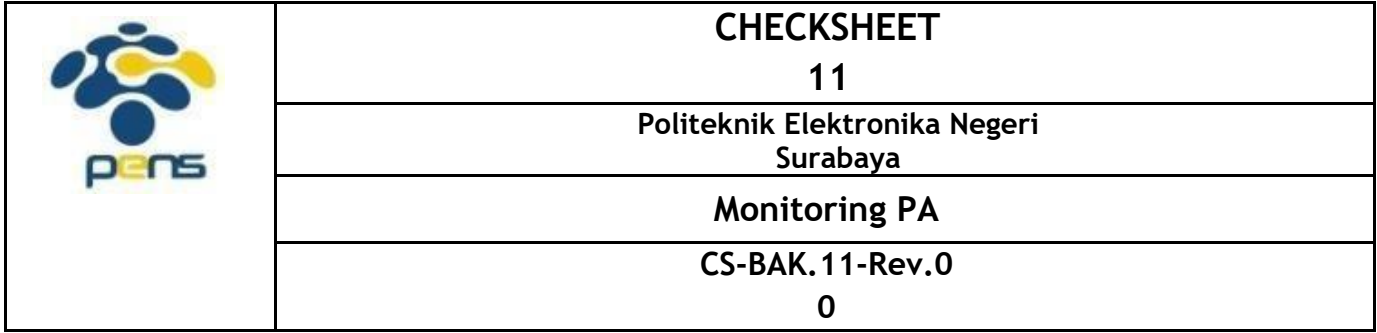 pens
CHECKSHEET
11
Politeknik Elektronika Negeri
Surabaya
Monitoring PA
CS-BAK.11-Rev.0
0